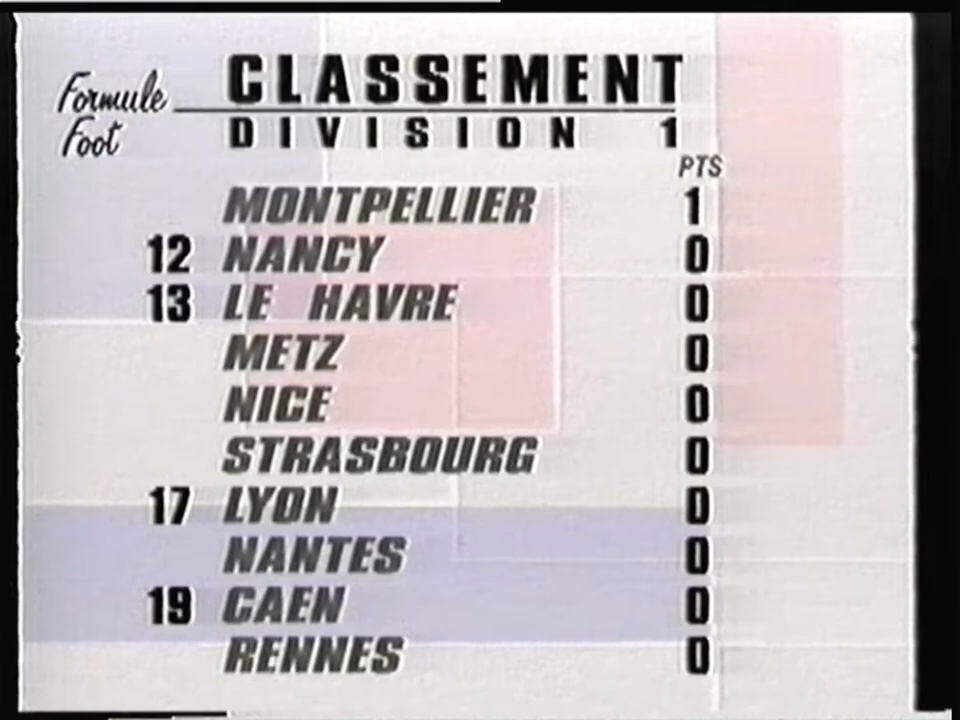 CLASSEMENT
Formule
Foot
DIVISION 1
PTS
MONTPELLIER 1
12 NANCY 0
13 LE HAVRE 0
METZ 0
NICE 0
STRASBOURG 0
17 LYON 0
NANTES 0
19 CAEN 0
RENNES 0